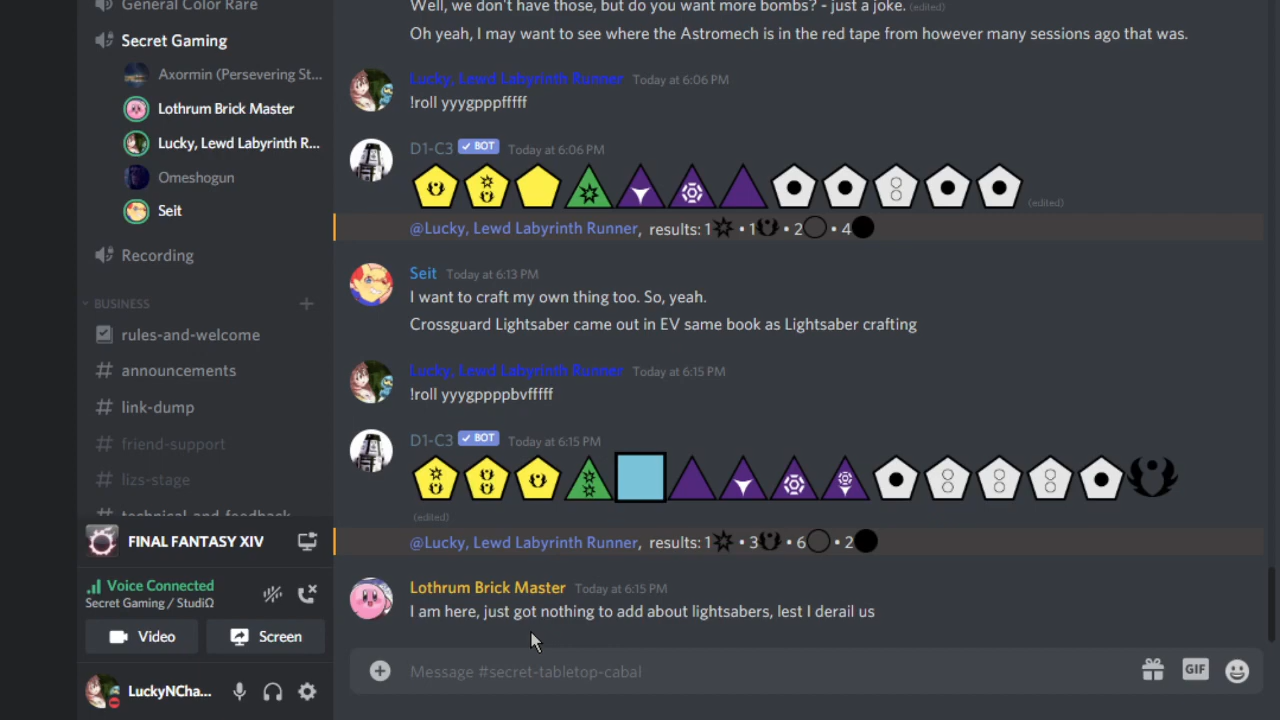 General Color Rare
Secret Gaming
Axormin (Persevering St...
Lothrum Brick Master
Lucky, Lewd Labyrinth R...
Omeshogun
Seit
Recording
BUSINESS
rules-and-welcome
announcements
link-dump
friend-support
lizs-stage
technical-and-feedback
FINAL FANTASY XIV
Voice Connected
Secret Gaming / StudiΩ
Video
Screen
LuckyNCha...
Well, we don't have those, but do you want more bombs? - just a joke. (edited)
Oh yeah, I may want to see where the Astromech is in the red tape from however many sessions ago that was.
Lucky, Lewd Labyrinth Runner Today at 6:06 PM
!roll yyygpppfffff
D1-C3 ✓ BOT Today at 6:06 PM
(edited)
@Lucky, Lewd Labyrinth Runner, results: 1 • 1 • 2 • 4
Seit Today at 6:13 PM
I want to craft my own thing too. So, yeah.
Crossguard Lightsaber came out in EV same book as Lightsaber crafting
Lucky, Lewd Labyrinth Runner Today at 6:15 PM
!roll yyygppppbvfffff
D1-C3 ✓ BOT Today at 6:15 PM
(edited)
@Lucky, Lewd Labyrinth Runner, results: 1 • 3 • 6 • 2
Lothrum Brick Master Today at 6:15 PM
I am here, just got nothing to add about lightsabers, lest I derail us
Message #secret-tabletop-cabal
GIF